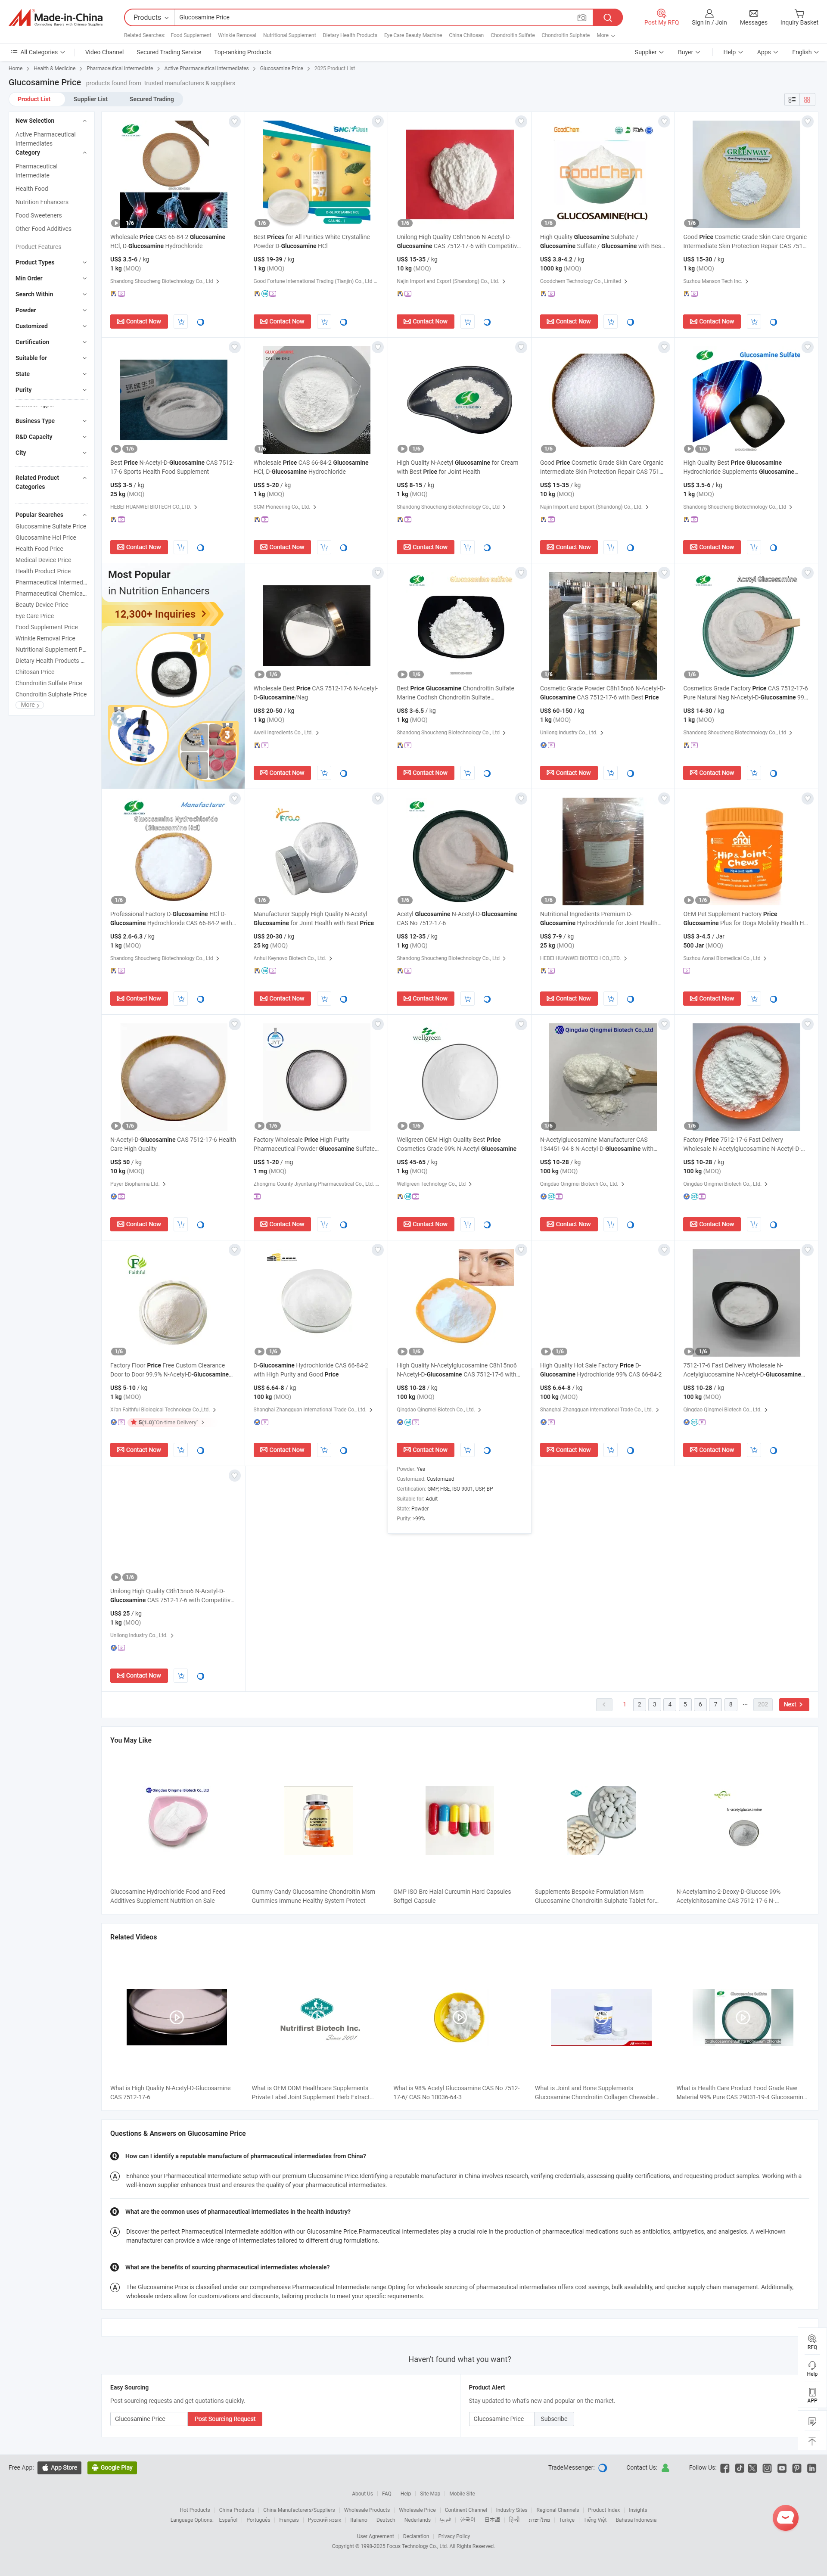 Made-in-China
Connecting Buyers with Chinese Suppliers
Products
Glucosamine Price
Post My RFQ
Sign In / Join
Messages
Inquiry Basket
Related Searches
Food Supplement
Wrinkle Removal
Nutritional Supplement
Dietary Health Products
Eye Care Beauty Machine
China Chitosan
Chondroitin Sulfate
Chondroitin Sulphate
More
All Categories
Video Channel
Secured Trading Service
Top-ranking Products
Supplier
Buyer
Help
Apps
English
Home
Health & Medicine
Pharmaceutical Intermediate
Active Pharmaceutical Intermediates
Glucosamine Price
2025 Product List
Glucosamine Price products found from trusted manufacturers & suppliers
Product List
Supplier List
Secured Trading
New Selection
Active Pharmaceutical
Intermediates
Category
Pharmaceutical
Intermediate
Health Food
Nutrition Enhancers
Food Sweeteners
Other Food Additives
Product Features
Product Types
Min Order
Search Within
Powder
Customized
Certification
Suitable for
State
Purity
Business Type
R&D Capacity
City
Related Product
Categories
Popular Searches
Glucosamine Sulfate Price
Glucosamine Hcl Price
Health Food Price
Medical Device Price
Health Product Price
Pharmaceutical Intermed...
Pharmaceutical Chemica...
Beauty Device Price
Eye Care Price
Food Supplement Price
Wrinkle Removal Price
Nutritional Supplement P...
Dietary Health Products ...
Chitosan Price
Chondroitin Sulfate Price
Chondroitin Sulphate Price
More
Wholesale Price CAS 66-84-2 Glucosamine
HCl, D-Glucosamine Hydrochloride
US$ 3.5-6 / kg
1 kg (MOQ)
Shandong Shoucheng Biotechnology Co., Ltd
Contact Now
Best Prices for All Purities White Crystalline
Powder D-Glucosamine HCl
US$ 19-39 / kg
1 kg (MOQ)
Good Fortune International Trading (Tianjin) Co., Ltd ...
Contact Now
Unilong High Quality C8h15no6 N-Acetyl-D-
Glucosamine CAS 7512-17-6 with Competitiv...
US$ 15-35 / kg
10 kg (MOQ)
Najin Import and Export (Shandong) Co., Ltd.
Contact Now
GoodChem
FDA
GLUCOSAMINE(HCL)
High Quality Glucosamine Sulphate /
Glucosamine Sulfate / Glucosamine with Bes...
US$ 3.8-4.2 / kg
1000 kg (MOQ)
Goodchem Technology Co., Limited
Contact Now
GREENWAY
Good Price Cosmetic Grade Skin Care Organic
Intermediate Skin Protection Repair CAS 751...
US$ 15-30 / kg
1 kg (MOQ)
Suzhou Manson Tech Inc.
Contact Now
Best Price N-Acetyl-D-Glucosamine CAS 7512-
17-6 Sports Health Food Supplement
US$ 3-5 / kg
25 kg (MOQ)
HEBEI HUANWEI BIOTECH CO.,LTD.
Contact Now
Wholesale Price CAS 66-84-2 Glucosamine
HCl, D-Glucosamine Hydrochloride
US$ 5-20 / kg
1 kg (MOQ)
SCM Pioneering Co., Ltd.
Contact Now
High Quality N-Acetyl Glucosamine for Cream
with Best Price for Joint Health
US$ 8-15 / kg
1 kg (MOQ)
Shandong Shoucheng Biotechnology Co., Ltd
Contact Now
Good Price Cosmetic Grade Skin Care Organic
Intermediate Skin Protection Repair CAS 751...
US$ 15-35 / kg
10 kg (MOQ)
Najin Import and Export (Shandong) Co., Ltd.
Contact Now
Glucosamine Sulfate
High Quality Best Price Glucosamine
Hydrochloride Supplements Glucosamine...
US$ 3.5-6 / kg
1 kg (MOQ)
Shandong Shoucheng Biotechnology Co., Ltd
Contact Now
Most Popular
in Nutrition Enhancers
12,300+ Inquiries
Wholesale Best Price CAS 7512-17-6 N-Acetyl-
D-Glucosamine/Nag
US$ 20-50 / kg
1 kg (MOQ)
Awell Ingredients Co., Ltd.
Contact Now
Glucosamine sulfate
Best Price Glucosamine Chondroitin Sulfate
Marine Codfish Chondroitin Sulfate...
US$ 3-6.5 / kg
1 kg (MOQ)
Shandong Shoucheng Biotechnology Co., Ltd
Contact Now
Cosmetic Grade Powder C8h15no6 N-Acetyl-D-
Glucosamine CAS 7512-17-6 with Best Price
US$ 60-150 / kg
1 kg (MOQ)
Unilong Industry Co., Ltd.
Contact Now
Acetyl Glucosamine
Cosmetics Grade Factory Price CAS 7512-17-6
Pure Natural Nag N-Acetyl-D-Glucosamine 99...
US$ 14-30 / kg
1 kg (MOQ)
Shandong Shoucheng Biotechnology Co., Ltd
Contact Now
Manufacturer
Glucosamine Hydrochloride
(Glucosamine Hcl)
Professional Factory D-Glucosamine HCl D-
Glucosamine Hydrochloride CAS 66-84-2 with...
US$ 2.6-6.3 / kg
1 kg (MOQ)
Shandong Shoucheng Biotechnology Co., Ltd
Contact Now
Manufacturer Supply High Quality N-Acetyl
Glucosamine for Joint Health with Best Price
US$ 20-30 / kg
25 kg (MOQ)
Anhui Keynovo Biotech Co., Ltd.
Contact Now
Acetyl Glucosamine N-Acetyl-D-Glucosamine
CAS No 7512-17-6
US$ 12-35 / kg
1 kg (MOQ)
Shandong Shoucheng Biotechnology Co., Ltd
Contact Now
Nutritional Ingredients Premium D-
Glucosamine Hydrochloride for Joint Health...
US$ 7-9 / kg
25 kg (MOQ)
HEBEI HUANWEI BIOTECH CO.,LTD.
Contact Now
Hip & Joint
Chews
OEM Pet Supplement Factory Price
Glucosamine Plus for Dogs Mobility Health H...
US$ 3-4.5 / Jar
500 Jar (MOQ)
Suzhou Aonai Biomedical Co., Ltd
Contact Now
N-Acetyl-D-Glucosamine CAS 7512-17-6 Health
Care High Quality
US$ 50 / kg
10 kg (MOQ)
Puyer Biopharma Ltd.
Contact Now
Factory Wholesale Price High Purity
Pharmaceutical Powder Glucosamine Sulfate...
US$ 1-20 / mg
1 mg (MOQ)
Zhongmu County Jiyuntiang Pharmaceutical Co., Ltd. ...
Contact Now
wellgreen
Wellgreen OEM High Quality Best Price
Cosmetics Grade 99% N-Acetyl Glucosamine
US$ 45-65 / kg
1 kg (MOQ)
Wellgreen Technology Co., Ltd
Contact Now
Qingdao Qingmei Biotech Co.,Ltd
N-Acetylglucosamine Manufacturer CAS
134451-94-8 N-Acetyl-D-Glucosamine with...
US$ 10-28 / kg
100 kg (MOQ)
Qingdao Qingmei Biotech Co., Ltd.
Contact Now
Factory Price 7512-17-6 Fast Delivery
Wholesale N-Acetylglucosamine N-Acetyl-D-...
US$ 10-28 / kg
100 kg (MOQ)
Qingdao Qingmei Biotech Co., Ltd.
Contact Now
Faithful
Factory Floor Price Free Custom Clearance
Door to Door 99.9% N-Acetyl-D-Glucosamine...
US$ 5-10 / kg
1 kg (MOQ)
Xi'an Faithful Biological Technology Co.,Ltd.
5(1.0)"On-time Delivery"
Contact Now
D-Glucosamine Hydrochloride CAS 66-84-2
with High Purity and Good Price
US$ 6.64-8 / kg
100 kg (MOQ)
Shanghai Zhangguan International Trade Co., Ltd.
Contact Now
High Quality N-Acetylglucosamine C8h15no6
N-Acetyl-D-Glucosamine CAS 7512-17-6 with...
US$ 10-28 / kg
100 kg (MOQ)
Qingdao Qingmei Biotech Co., Ltd.
Contact Now
Powder: Yes
Customized: Customized
Certification: GMP, HSE, ISO 9001, USP, BP
Suitable for: Adult
State: Powder
Purity: >99%
High Quality Hot Sale Factory Price D-
Glucosamine Hydrochloride 99% CAS 66-84-2
US$ 6.64-8 / kg
100 kg (MOQ)
Shanghai Zhangguan International Trade Co., Ltd.
Contact Now
7512-17-6 Fast Delivery Wholesale N-
Acetylglucosamine N-Acetyl-D-Glucosamine...
US$ 10-28 / kg
100 kg (MOQ)
Qingdao Qingmei Biotech Co., Ltd.
Contact Now
Unilong High Quality C8h15no6 N-Acetyl-D-
Glucosamine CAS 7512-17-6 with Competitiv...
US$ 25 / kg
1 kg (MOQ)
Unilong Industry Co., Ltd.
Contact Now
1 2 3 4 5 6 7 8 ... 202 Next
You May Like
Glucosamine Hydrochloride Food and Feed
Additives Supplement Nutrition on Sale
Gummy Candy Glucosamine Chondroitin Msm
Gummies Immune Healthy System Protect
GMP ISO Brc Halal Curcumin Hard Capsules
Softgel Capsule
Supplements Bespoke Formulation Msm
Glucosamine Chondroitin Sulphate Tablet for...
N-Acetylamino-2-Deoxy-D-Glucose 99%
Acetylchitosamine CAS 7512-17-6 N-...
Related Videos
Nutrifirst Biotech Inc.
Since 2007
What is High Quality N-Acetyl-D-Glucosamine
CAS 7512-17-6
What is OEM ODM Healthcare Supplements
Private Label Joint Supplement Herb Extract...
What is 98% Acetyl Glucosamine CAS No 7512-
17-6/ CAS No 10036-64-3
What is Joint and Bone Supplements
Glucosamine Chondroitin Collagen Chewable...
What is Health Care Product Food Grade Raw
Material 99% Pure CAS 29031-19-4 Glucosamin...
Questions & Answers on Glucosamine Price
Q How can I identify a reputable manufacture of pharmaceutical intermediates from China?
A Enhance your Pharmaceutical Intermediate setup with our premium Glucosamine Price.Identifying a reputable manufacturer in China involves research, verifying credentials, assessing quality certifications, and requesting product samples. Working with a
well-known supplier enhances trust and ensures the quality of your pharmaceutical intermediates.
Q What are the common uses of pharmaceutical intermediates in the health industry?
A Discover the perfect Pharmaceutical Intermediate addition with our Glucosamine Price.Pharmaceutical intermediates play a crucial role in the production of pharmaceutical medications such as antibiotics, antipyretics, and analgesics. A well-known
manufacturer can provide a wide range of intermediates tailored to different drug formulations.
Q What are the benefits of sourcing pharmaceutical intermediates wholesale?
A The Glucosamine Price is classified under our comprehensive Pharmaceutical Intermediate range.Opting for wholesale sourcing of pharmaceutical intermediates offers cost savings, bulk availability, and quicker supply chain management. Additionally,
wholesale orders allow for customizations and discounts, tailoring products to meet your specific requirements.
Haven't found what you want?
Easy Sourcing
Post sourcing requests and get quotations quickly.
Glucosamine Price
Post Sourcing Request
Product Alert
Stay updated to what's new and popular on the market.
Glucosamine Price
Subscribe
RFQ
Help
APP
Free App:
App Store
Google Play
TradeMessenger:
Contact Us:
Follow Us:
About Us
FAQ
Help
Site Map
Mobile Site
Hot Products
China Products
China Manufacturers/Suppliers
Wholesale Products
Wholesale Price
Continent Channel
Industry Sites
Regional Channels
Product Index
Insights
Language Options:
Español
Português
Français
Русский язык
Italiano
Deutsch
Nederlands
العربية
한국어
日本語
हिन्दी
ภาษาไทย
Türkçe
Tiếng Việt
Bahasa Indonesia
User Agreement
Declaration
Privacy Policy
Copyright © 1998-2025 Focus Technology Co., Ltd. All Rights Reserved.